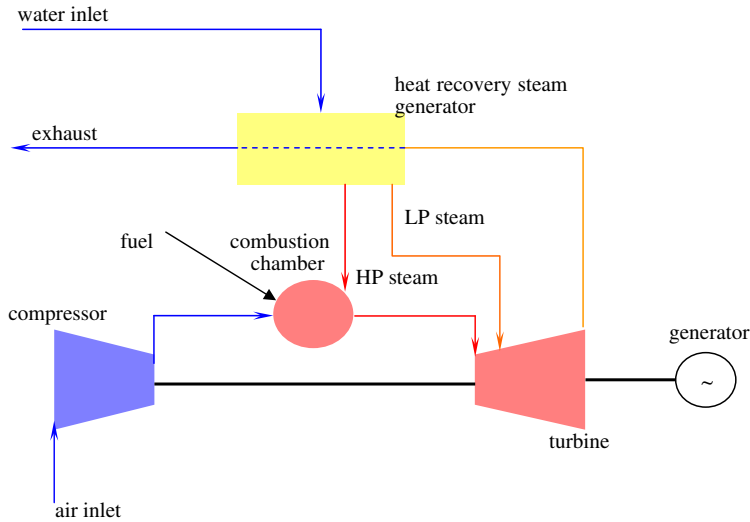 water inlet
heat recovery steam
generator
exhaust
LP steam
fuel
combustion
chamber
HP steam
compressor
generator
~
turbine
air inlet